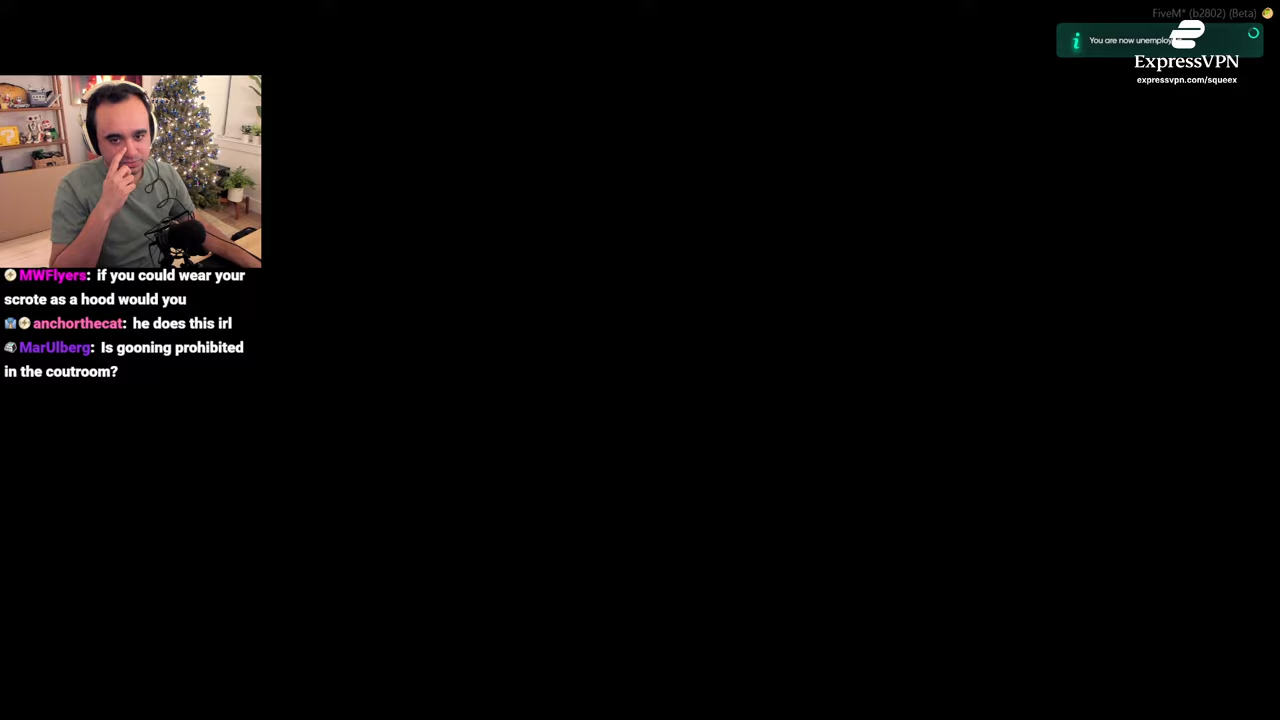 FiveM* (b2802) (Beta)
You are now unemploy
ExpressVPN
expressvpn.com/squeex
MWFlyers: if you could wear your
scrote as a hood would you
anchorthecat: he does this irl
MarUlberg: Is gooning prohibited
in the coutroom?